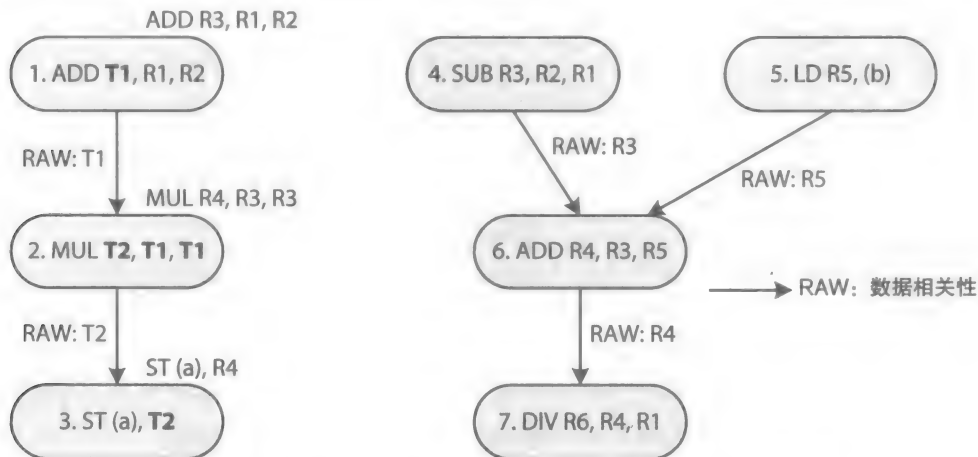 ADD R3, R1, R2
1. ADD T1, R1, R2
4. SUB R3, R2, R1
5. LD R5, (b)
RAW: T1
RAW: R3
RAW: R5
MUL R4, R3, R3
2. MUL T2, T1, T1
6. ADD R4, R3, R5
RAW：数据相关性
RAW: T2
RAW: R4
ST (a), R4
3. ST (a), T2
7. DIV R6, R4, R1